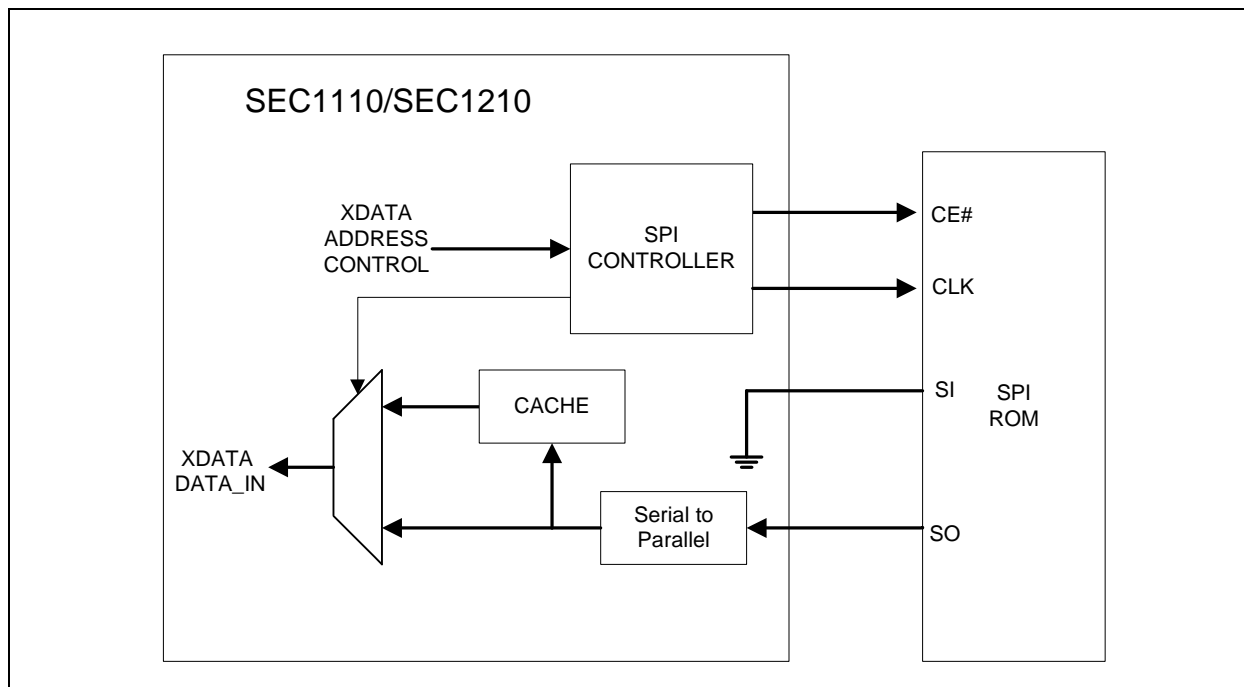 SEC1110/SEC1210
XDATA
ADDRESS
CONTROL
SPI
CONTROLLER
CE#
CLK
SI
SPI
ROM
CACHE
XDATA
DATA_IN
Serial to
Parallel
SO